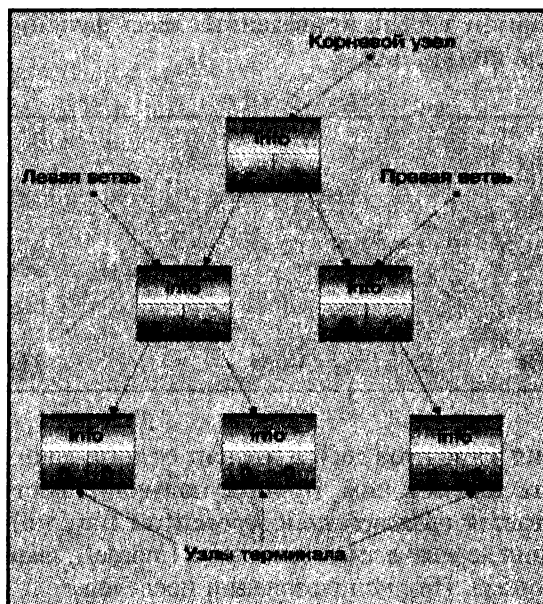 Корневой узел
info
Левая ветвь
Правая ветвь
info
info
info
info
info
Узлы терминала